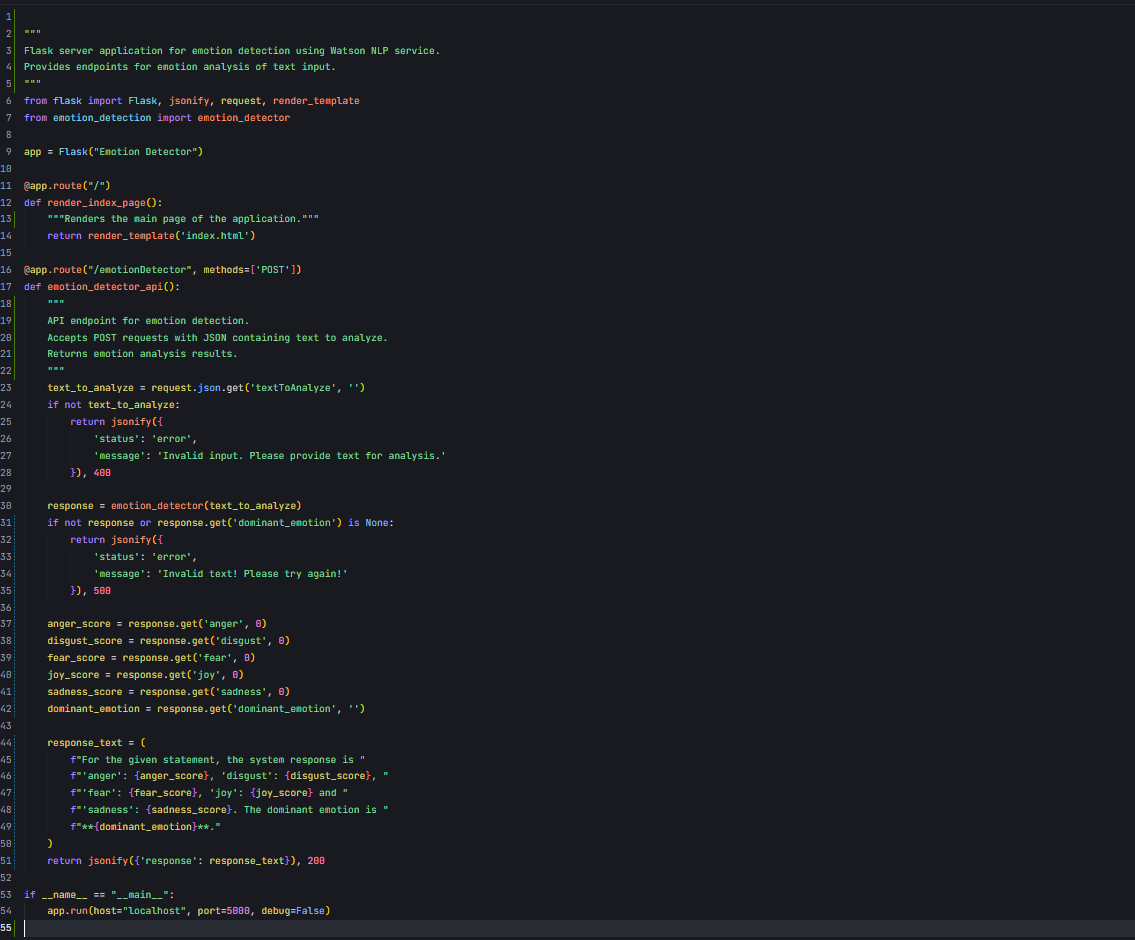 1
2 """
3 Flask server application for emotion detection using Watson NLP service.
4 Provides endpoints for emotion analysis of text input.
5 """
6 from flask import Flask, jsonify, request, render_template
7 from emotion_detection import emotion_detector
8
9 app = Flask("Emotion Detector")
10
11 @app.route("/")
12 def render_index_page():
13     """Renders the main page of the application."""
14     return render_template('index.html')
15
16 @app.route("/emotionDetector", methods=['POST'])
17 def emotion_detector_api():
18     """
19     API endpoint for emotion detection.
20     Accepts POST requests with JSON containing text to analyze.
21     Returns emotion analysis results.
22     """
23     text_to_analyze = request.json.get('textToAnalyze', '')
24     if not text_to_analyze:
25         return jsonify({
26             'status': 'error',
27             'message': 'Invalid input. Please provide text for analysis.'
28         }), 400
29
30     response = emotion_detector(text_to_analyze)
31     if not response or response.get('dominant_emotion') is None:
32         return jsonify({
33             'status': 'error',
34             'message': 'Invalid text! Please try again!'
35         }), 500
36
37     anger_score = response.get('anger', 0)
38     disgust_score = response.get('disgust', 0)
39     fear_score = response.get('fear', 0)
40     joy_score = response.get('joy', 0)
41     sadness_score = response.get('sadness', 0)
42     dominant_emotion = response.get('dominant_emotion', '')
43
44     response_text = (
45         f"For the given statement, the system response is "
46         f"'anger': {anger_score}, 'disgust': {disgust_score}, "
47         f"'fear': {fear_score}, 'joy': {joy_score} and "
48         f"'sadness': {sadness_score}. The dominant emotion is "
49         f"**{dominant_emotion}**."
50     )
51     return jsonify({'response': response_text}), 200
52
53 if __name__ == "__main__":
54     app.run(host="localhost", port=5000, debug=False)
55